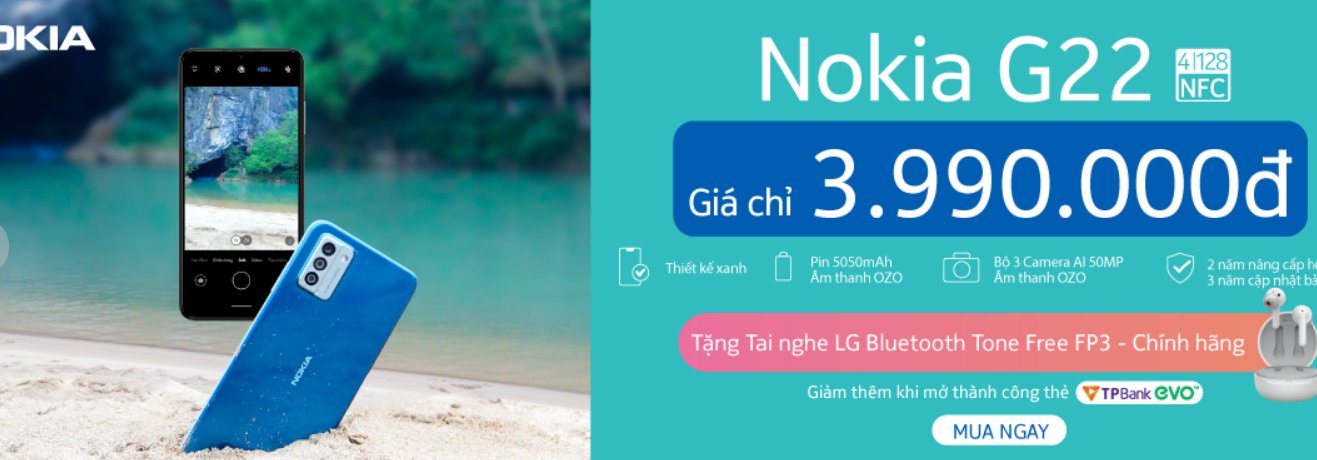 OKIA
Nokia G22
4|128
NFC
Giá chỉ 3.990.000đ
Thiết kế xanh
Pin 5050mAh
Âm thanh OZO
Bộ 3 Camera AI 50MP
Âm thanh OZO
2 năm nâng cấp h
3 năm cập nhật b
Tặng Tai nghe LG Bluetooth Tone Free FP3 - Chính hãng
Giảm thêm khi mở thành công thẻ TPBank EVO
MUA NGAY
NOKIA